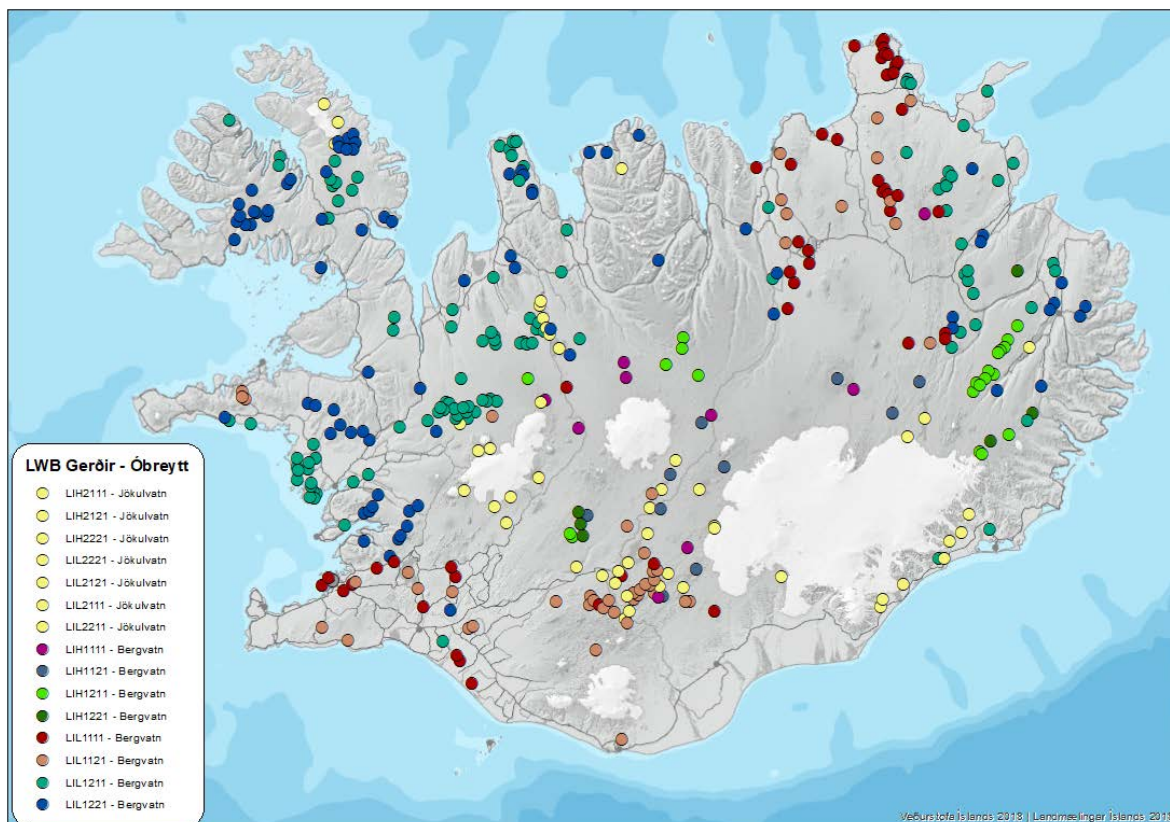 LWB Gerðir - Óbreytt
LIH2111 - Jökulvatn
LIH2121 - Jökulvatn
LIH2221 - Jökulvatn
LIL2221 - Jökulvatn
LIL2121 - Jökulvatn
LIL2111 - Jökulvatn
LIL2211 - Jökulvatn
LIH1111 - Bergvatn
LIH1121 - Bergvatn
LIH1211 - Bergvatn
LIH1221 - Bergvatn
LIL1111 - Bergvatn
LIL1121 - Bergvatn
LIL1211 - Bergvatn
LIL1221 - Bergvatn
Veðurstofa Íslands 2018 | Landmælingar Íslands 2018